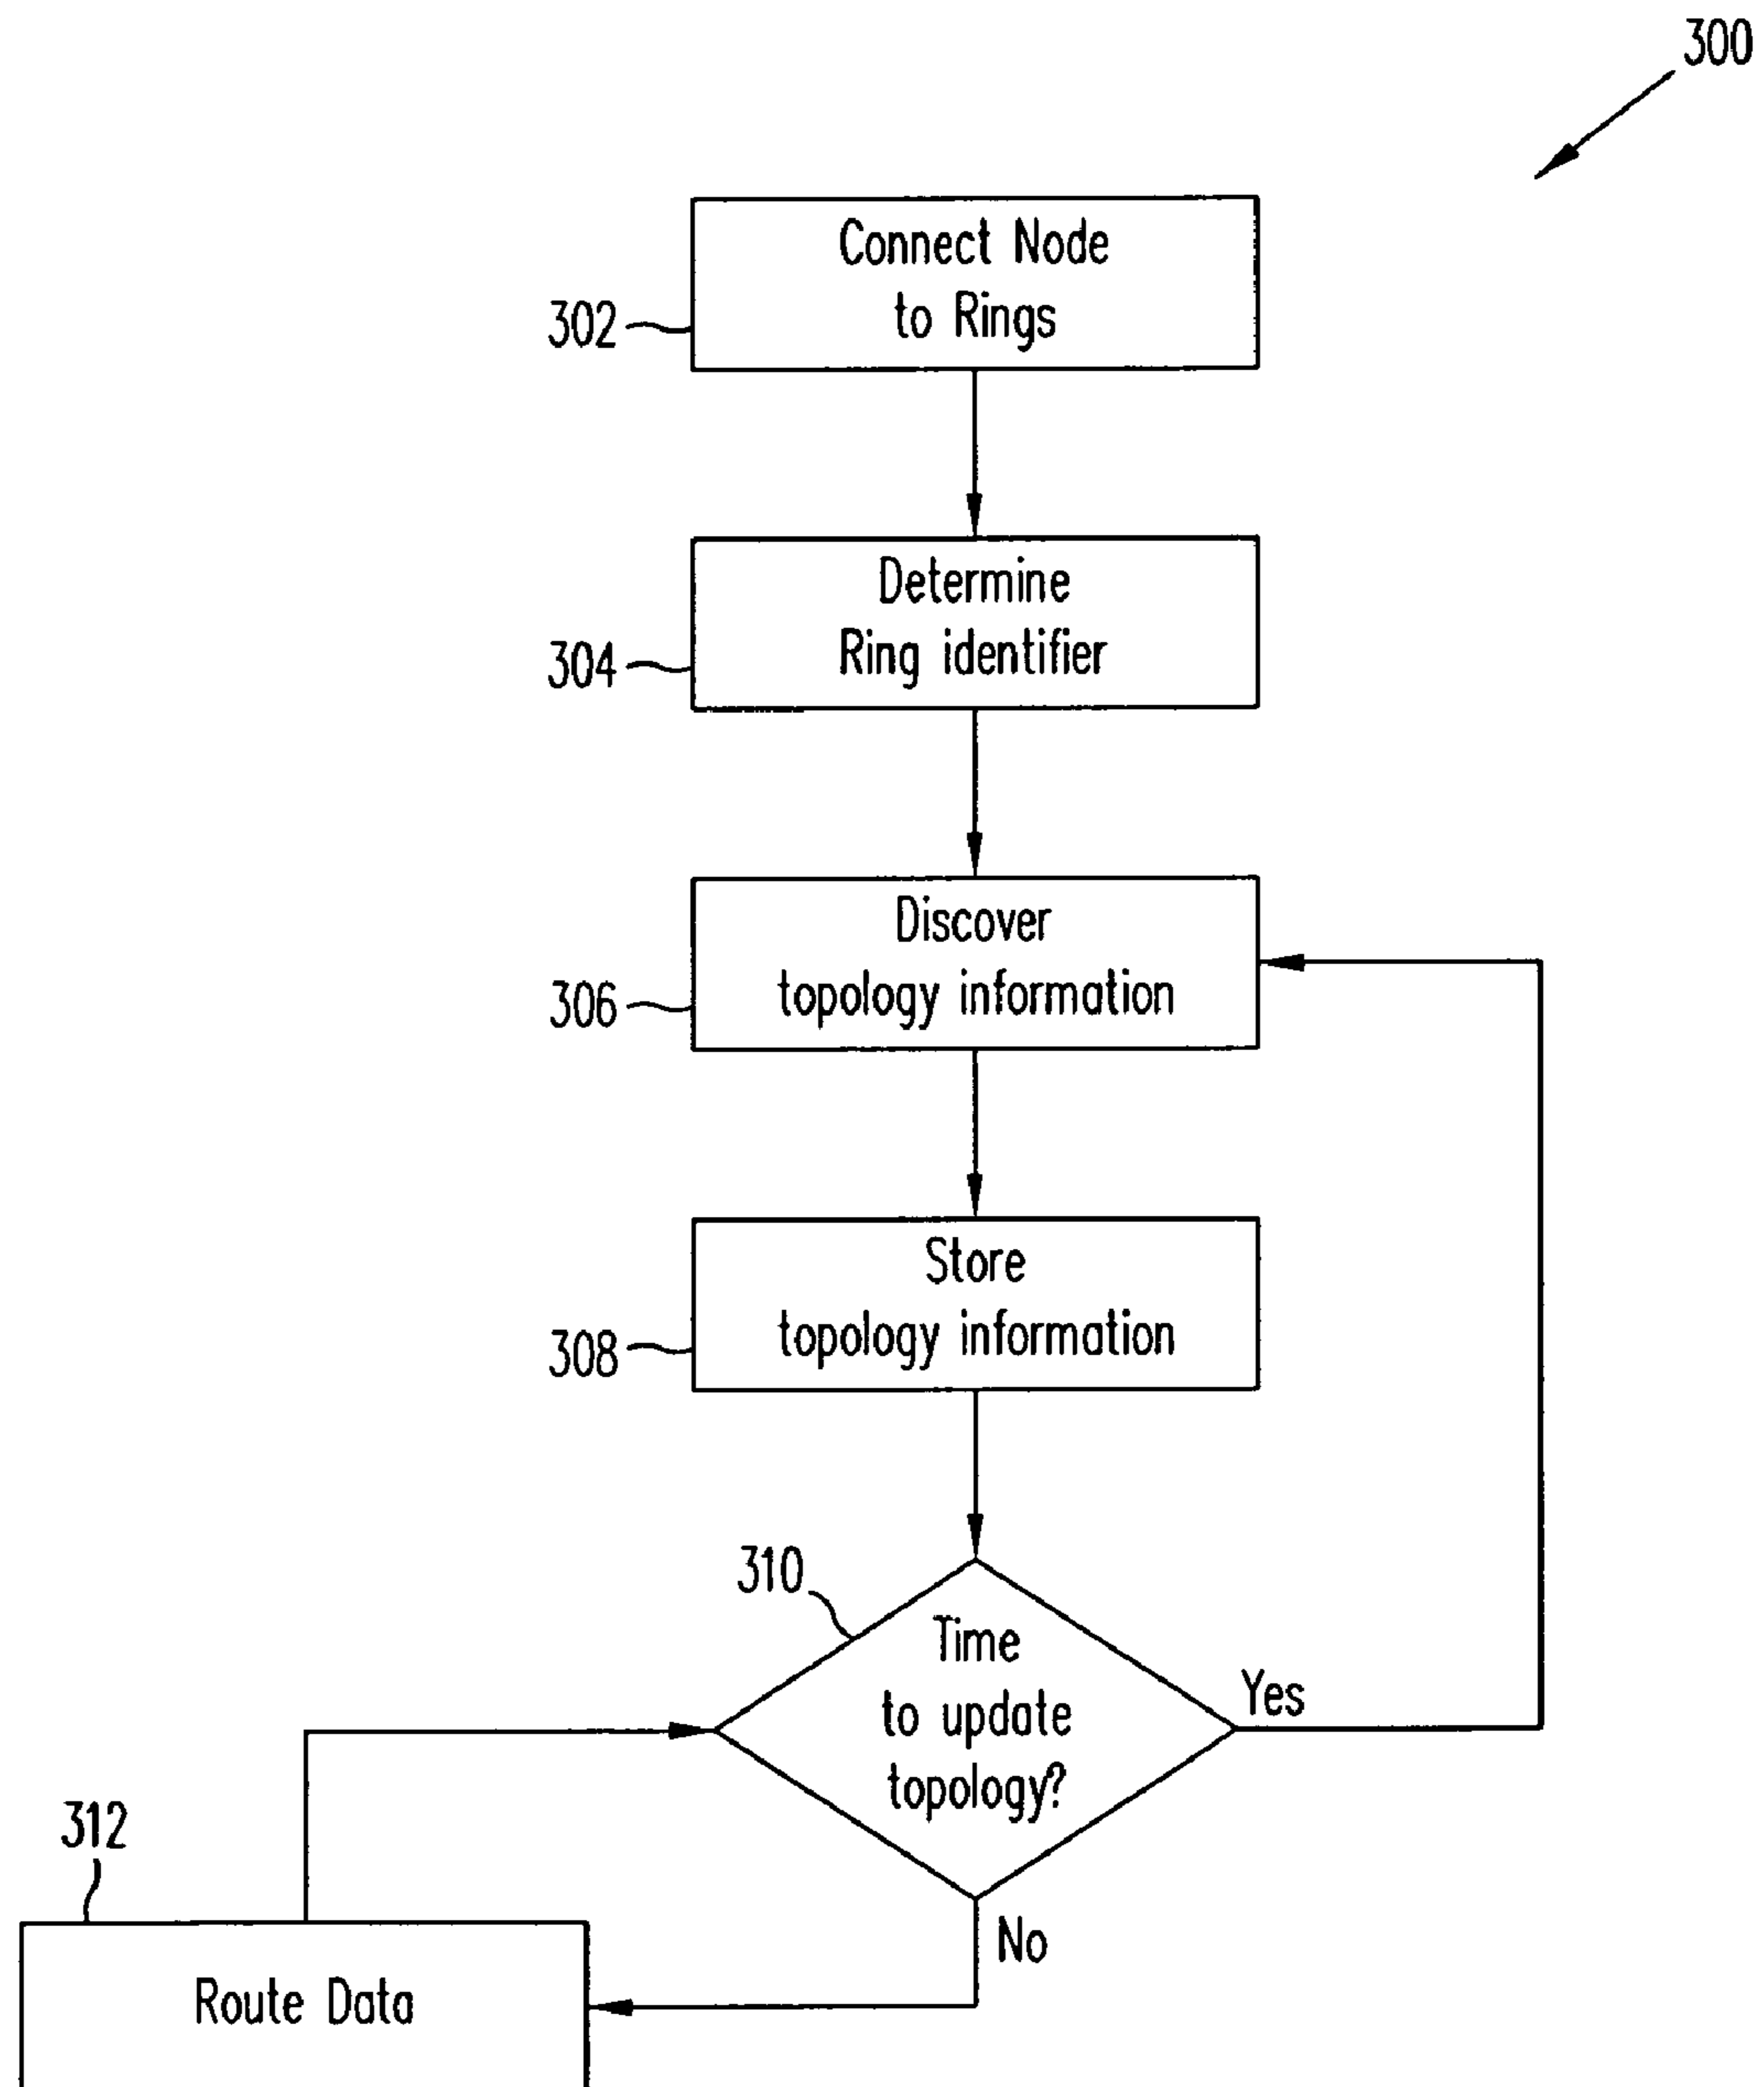 300
Connect Node
to Rings
302
Determine
Ring identifier
304
Discover
topology information
306
Store
topology information
308
310
Time
to update
topology?
Yes
No
312
Route Data